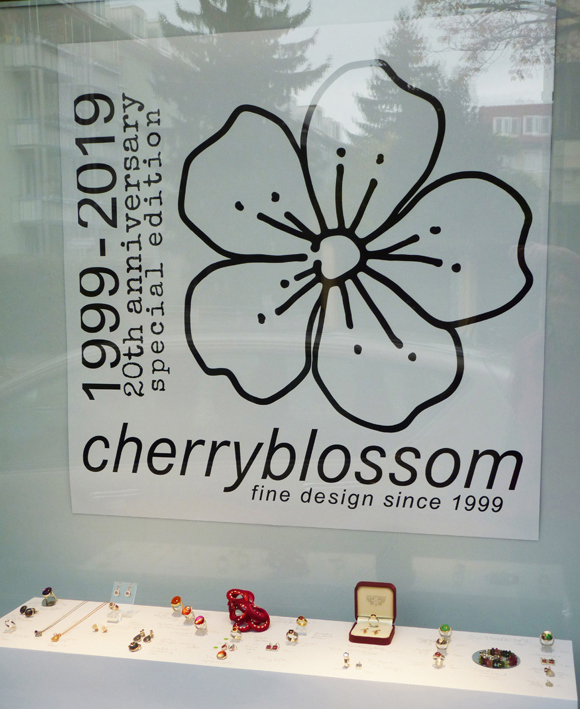 1999-2019
20th anniversary
special edition
cherryblossom
fine design since 1999